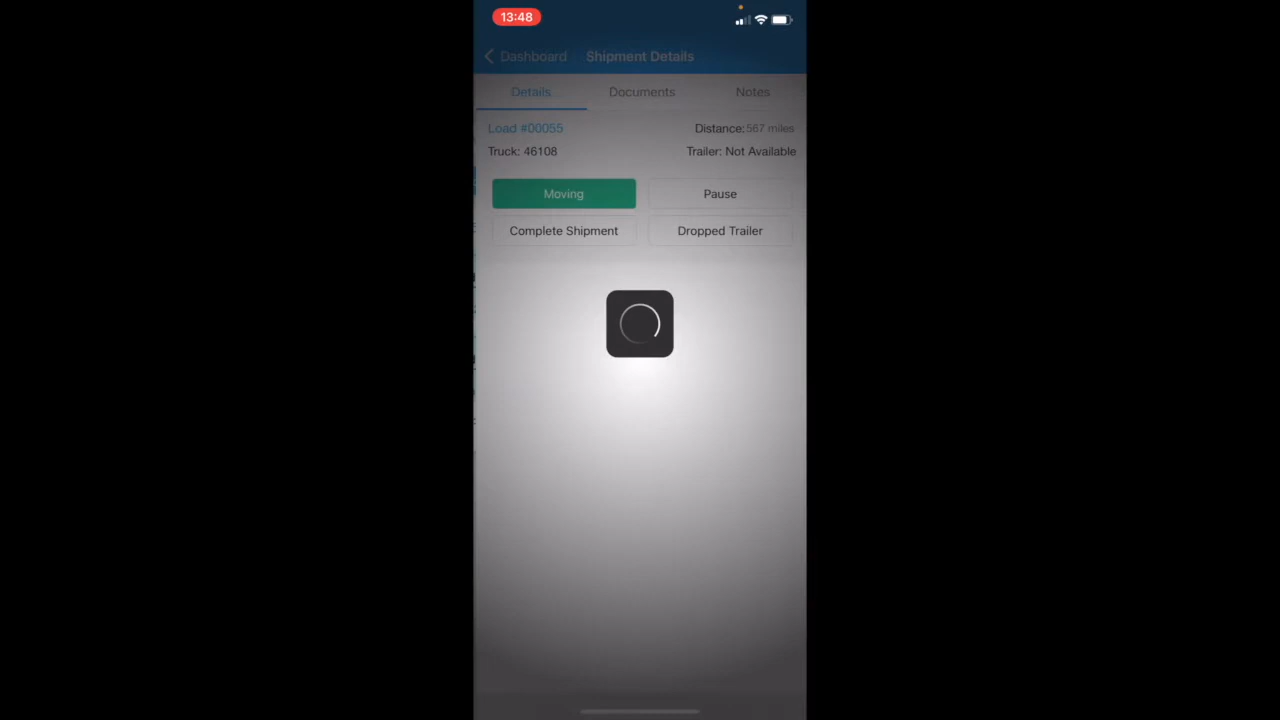 13:48
Dashboard Shipment Details
Details Documents Notes
Load #00055 Distance: 567 miles
Truck: 46108 Trailer: Not Available
Moving Pause
Complete Shipment Dropped Trailer